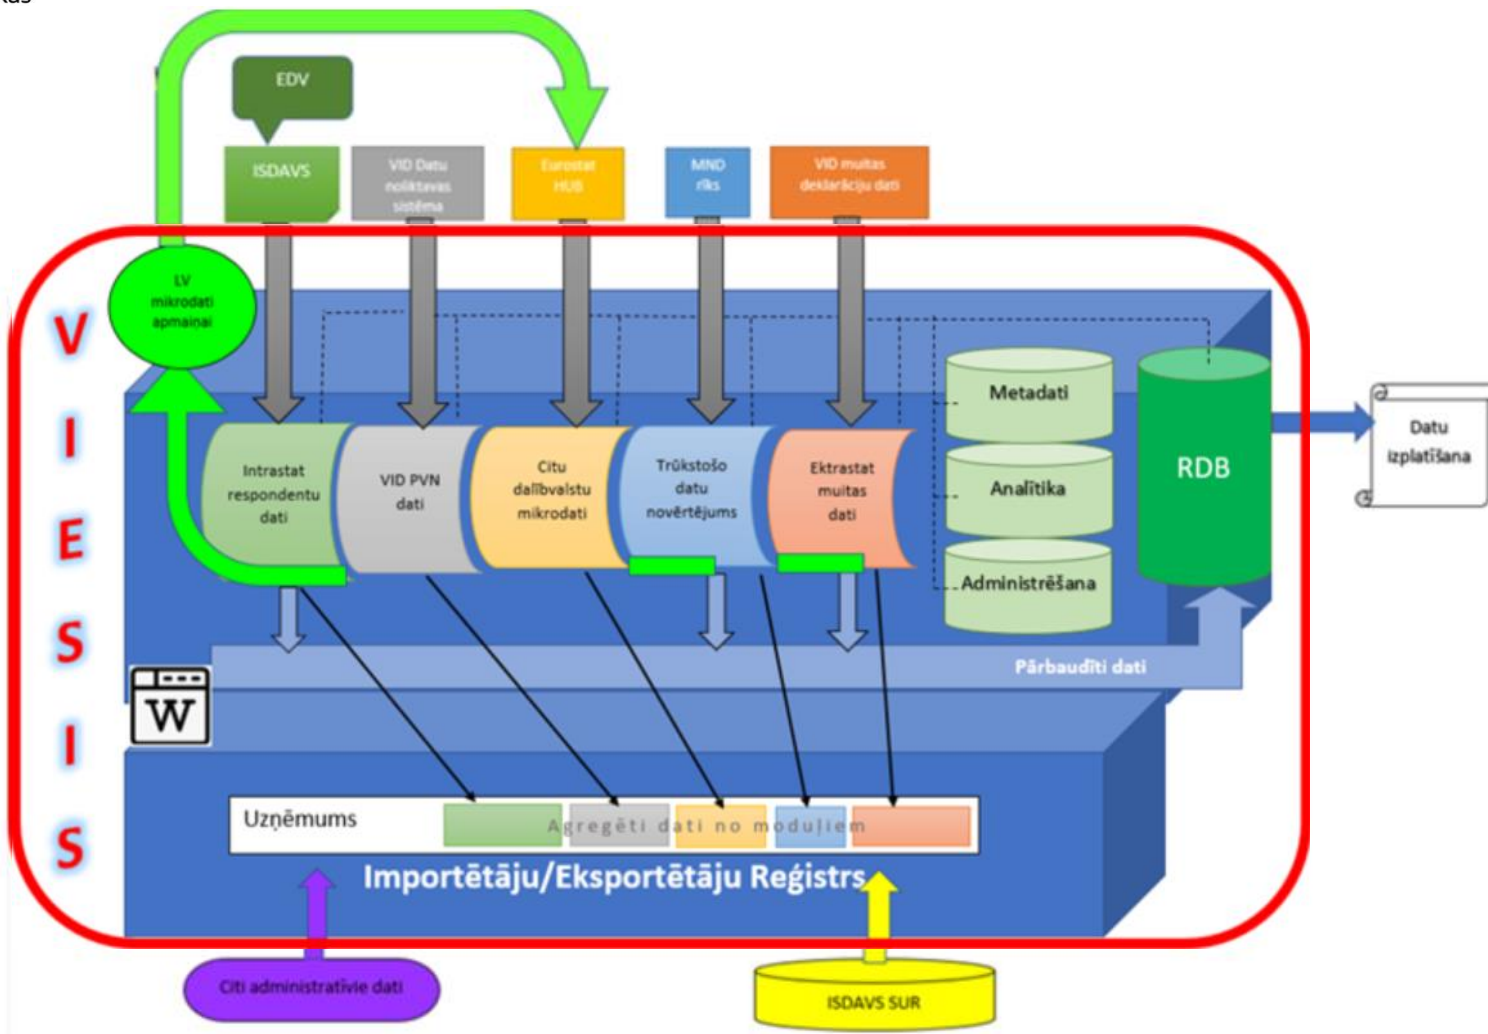 EDV
ISDAVS
VID Datu
noliktavas
sistēma
Eurostat
HUB
MND
rīks
VID muitas
deklarāciju dati
LV
mikrodati
apmaiņai
V
I
E
S
I
S
Intrastat
respondentu
dati
VID PVN
dati
Citu
dalībvalstu
mikrodati
Trūkstošo
datu
novērtējums
Ektrastat
muitas
dati
Metadati
Analītika
Administrēšana
RDB
Datu
izplatīšana
Pārbaudīti dati
W
Uzņēmums
Agregēti dati no moduļiem
Importētāju/Eksportētāju Reģistrs
Citi administratīvie dati
ISDAVS SUR